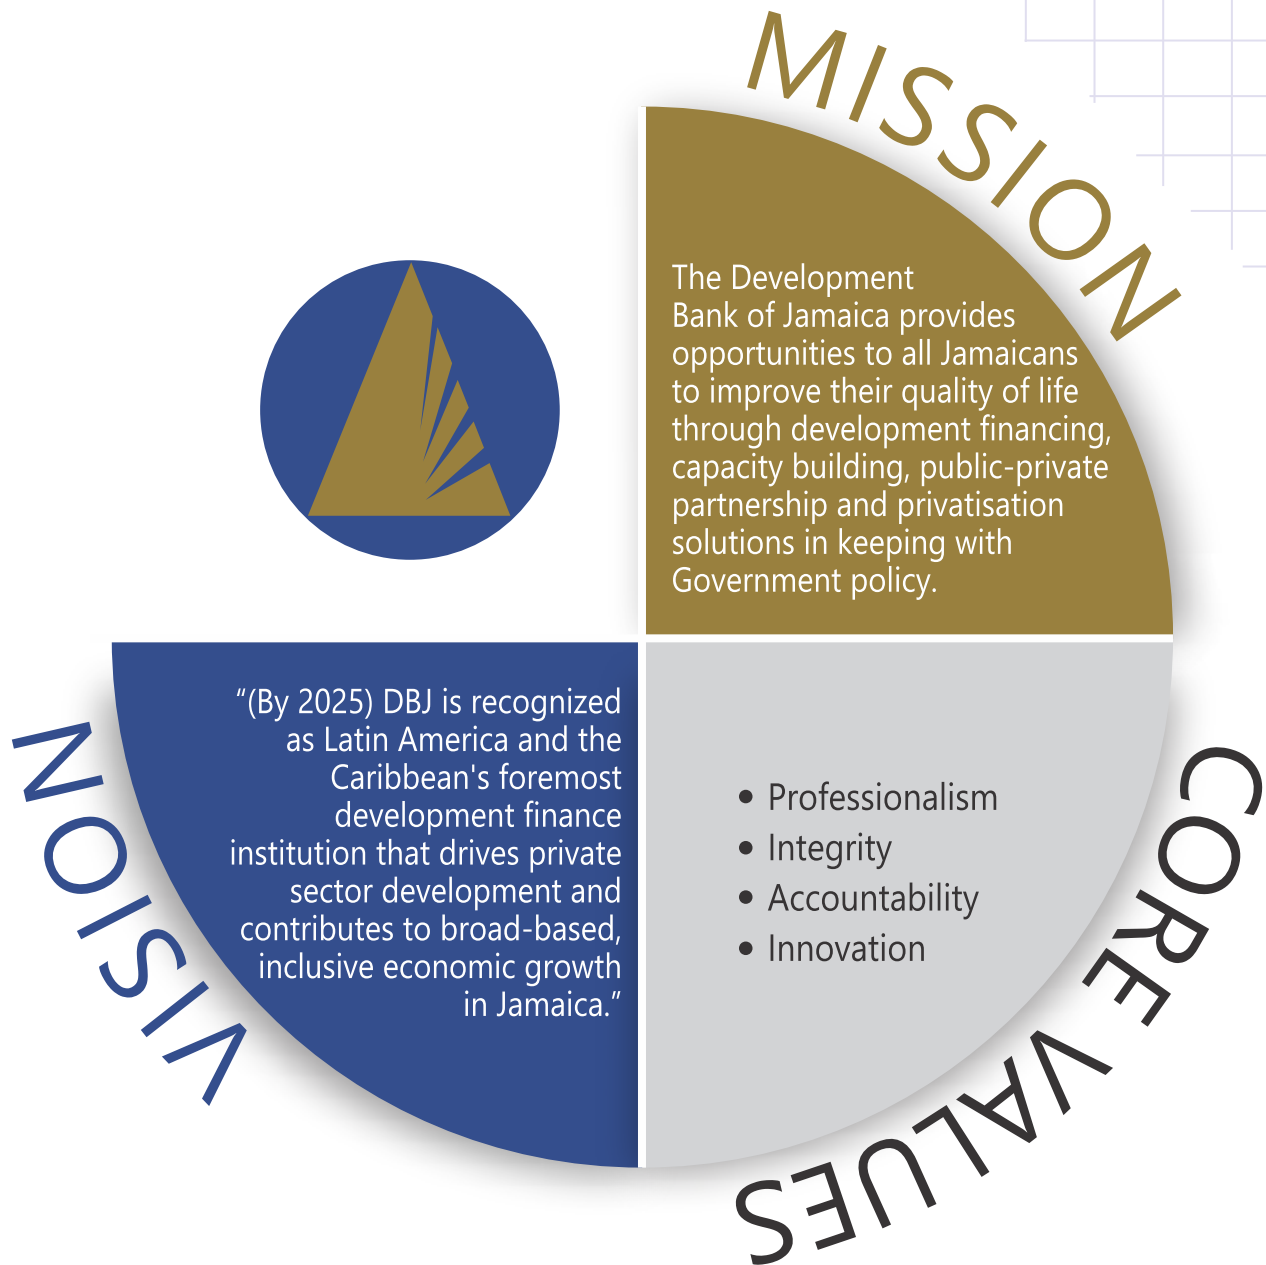 MISSION
The Development
Bank of Jamaica provides
opportunities to all Jamaicans
to improve their quality of life
through development financing,
capacity building, public-private
partnership and privatisation
solutions in keeping with
Government policy.
VISION
“(By 2025) DBJ is recognized
as Latin America and the
Caribbean's foremost
development finance
institution that drives private
sector development and
contributes to broad-based,
inclusive economic growth
in Jamaica.”
CORE VALUES
• Professionalism
• Integrity
• Accountability
• Innovation